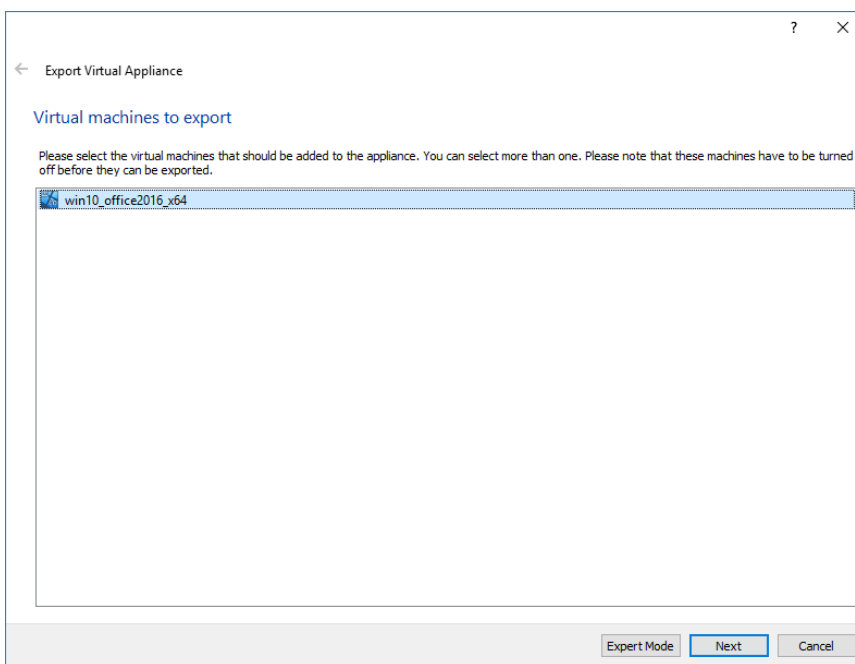 ?
Export Virtual Appliance
Virtual machines to export
Please select the virtual machines that should be added to the appliance. You can select more than one. Please note that these machines have to be turned
off before they can be exported.
win10_office2016_x64
Expert Mode Next Cancel